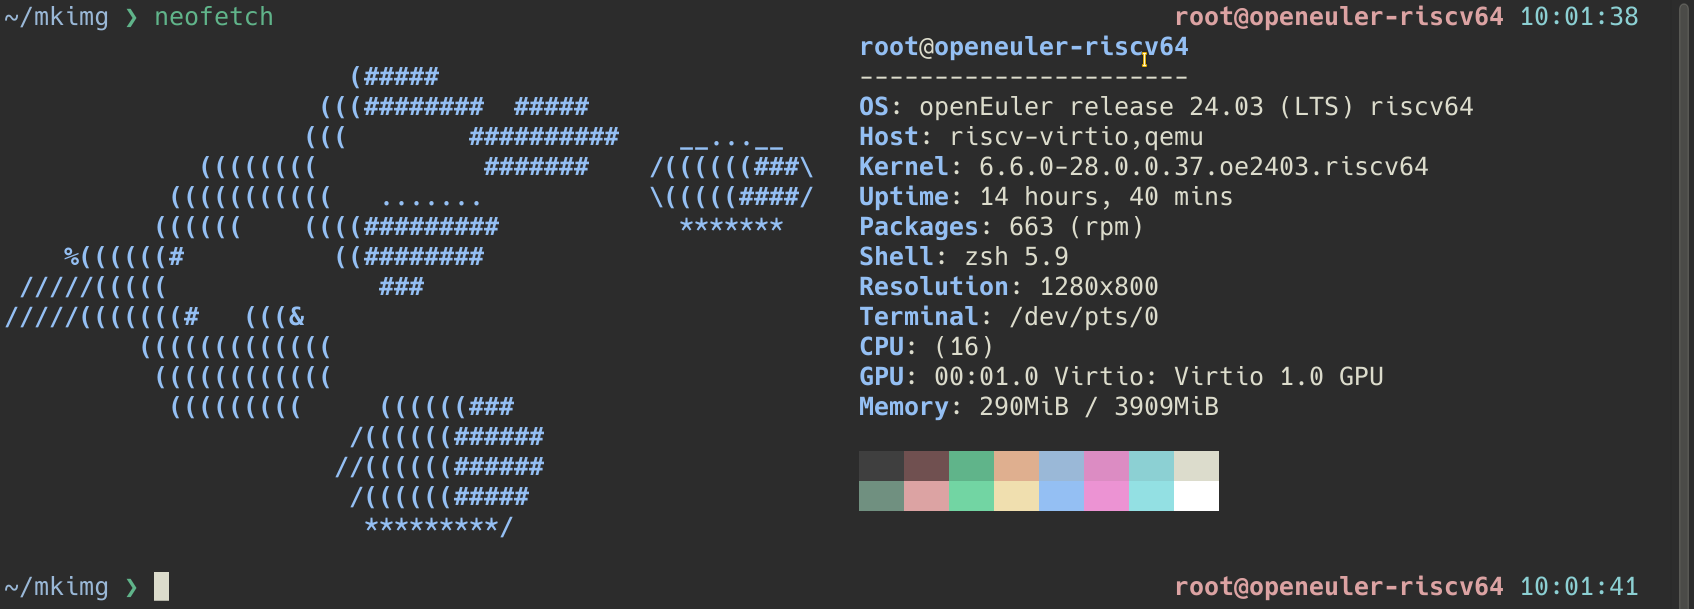 ~/mkimg ❯ neofetch root@openeuler-riscv64 10:01:38
root@openeuler-riscv64
----------------------
(#####
(((######## #####
OS: openEuler release 24.03 (LTS) riscv64
((( ########## __...__
Host: riscv-virtio,qemu
(((((((( ####### /((((((###\
Kernel: 6.6.0-28.0.0.37.oe2403.riscv64
((((((((((( ....... \(((((####/
Uptime: 14 hours, 40 mins
(((((( ((((######### *******
Packages: 663 (rpm)
%((((((# ((########
Shell: zsh 5.9
/////((((( ###
Resolution: 1280x800
/////(((((((# (((&
Terminal: /dev/pts/0
(((((((((((((
CPU: (16)
((((((((((((
GPU: 00:01.0 Virtio: Virtio 1.0 GPU
((((((((( ((((((###
Memory: 290MiB / 3909MiB
/((((((######
//((((((######
/((((((#####
*********/
~/mkimg ❯ root@openeuler-riscv64 10:01:41